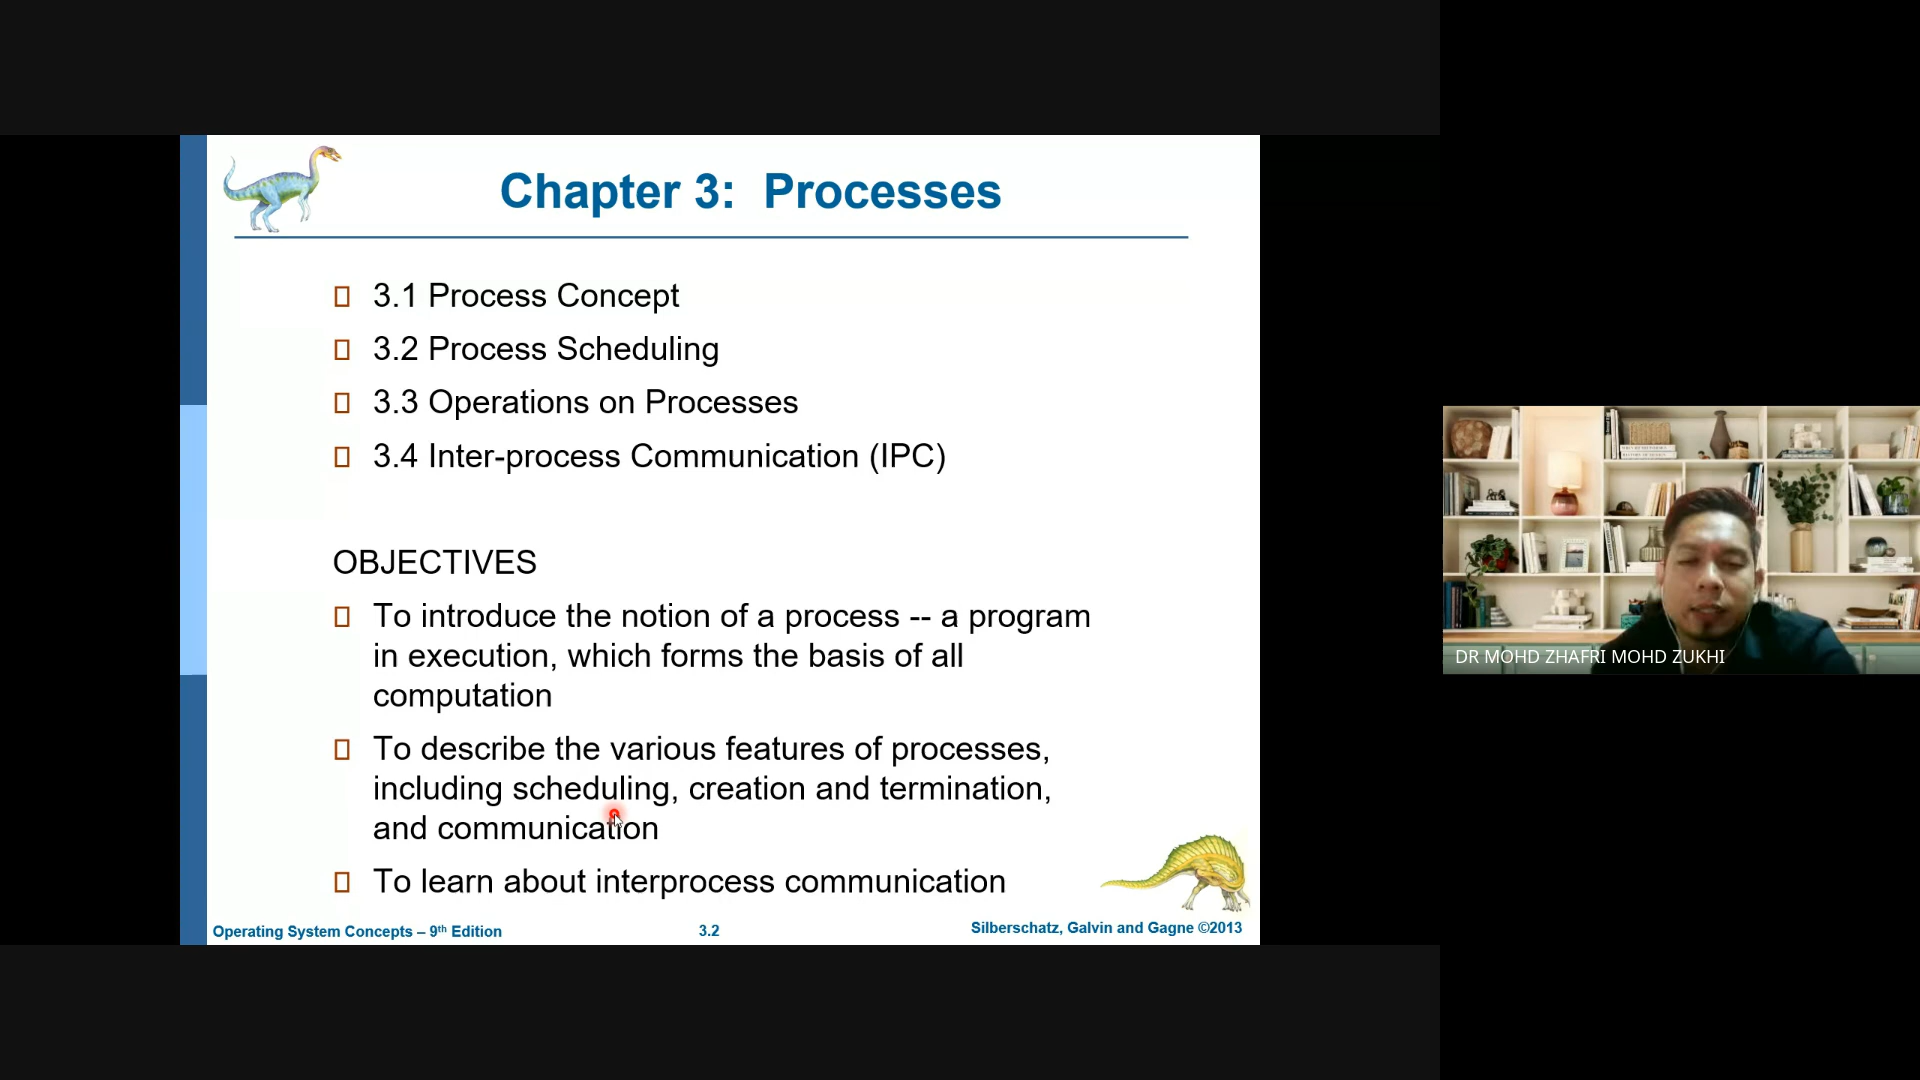 Chapter 3: Processes
3.1 Process Concept
3.2 Process Scheduling
3.3 Operations on Processes
3.4 Inter-process Communication (IPC)
OBJECTIVES
To introduce the notion of a process -- a program
in execution, which forms the basis of all
computation
To describe the various features of processes,
including scheduling, creation and termination,
and communication
To learn about interprocess communication
Operating System Concepts – 9th Edition
3.2
Silberschatz, Galvin and Gagne ©2013
DR MOHD ZHAFRI MOHD ZUKHI